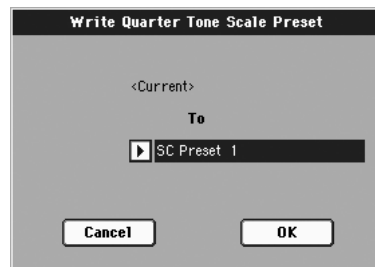 Write Quarter Tone Scale Preset
<Current>
To
SC Preset 1
Cancel OK